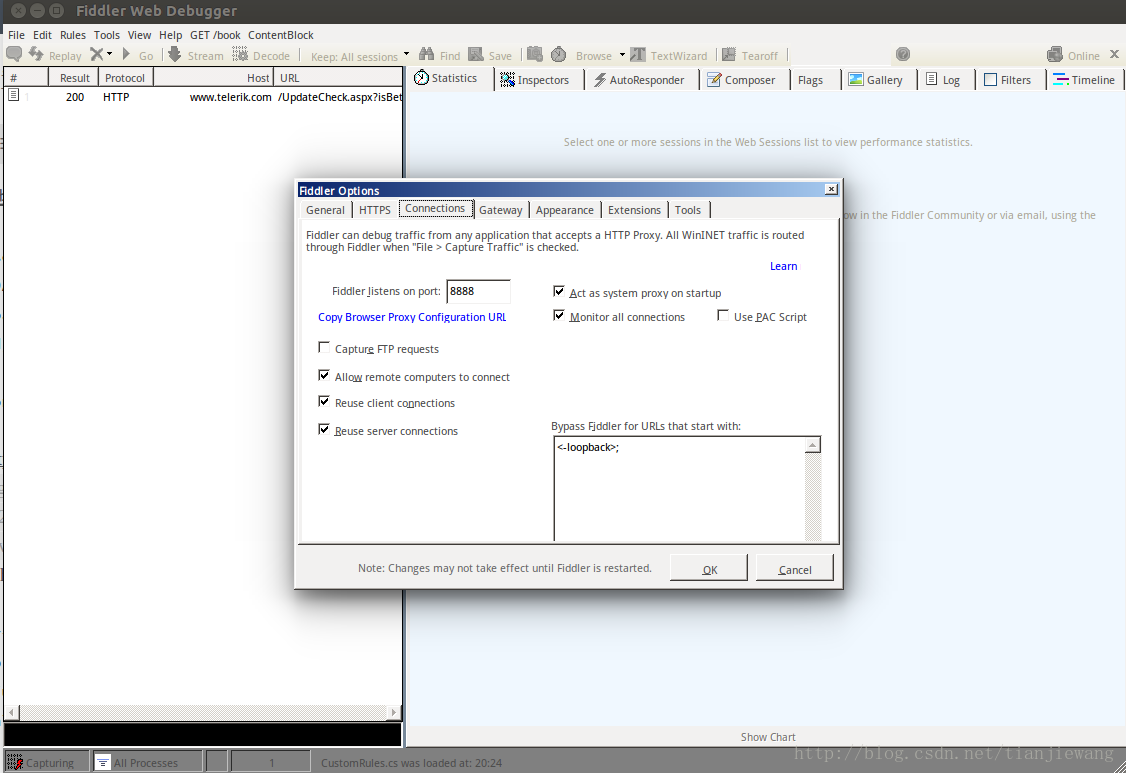 Fiddler Web Debugger
File Edit Rules Tools View Help GET /book ContentBlock
Replay Go Stream Decode Keep: All sessions Find Save Browse TextWizard Tearoff Online
# Result Protocol Host URL
1 200 HTTP www.telerik.com /UpdateCheck.aspx?isBet
Statistics Inspectors AutoResponder Composer Flags Gallery Log Filters Timeline
Select one or more sessions in the Web Sessions list to view performance statistics.
ow in the Fiddler Community or via email, using the
Fiddler Options
General HTTPS Connections Gateway Appearance Extensions Tools
Fiddler can debug traffic from any application that accepts a HTTP Proxy. All WinINET traffic is routed
through Fiddler when "File > Capture Traffic" is checked.
Learn
Fiddler listens on port: 8888
Act as system proxy on startup
Copy Browser Proxy Configuration URL
Monitor all connections
Use PAC Script
Capture FTP requests
Allow remote computers to connect
Reuse client connections
Reuse server connections
Bypass Fiddler for URLs that start with:
<-loopback>;
Note: Changes may not take effect until Fiddler is restarted.
OK
Cancel
Show Chart
http://blog.csdn.net/tianjiewang
Capturing All Processes 1 CustomRules.cs was loaded at: 20:24